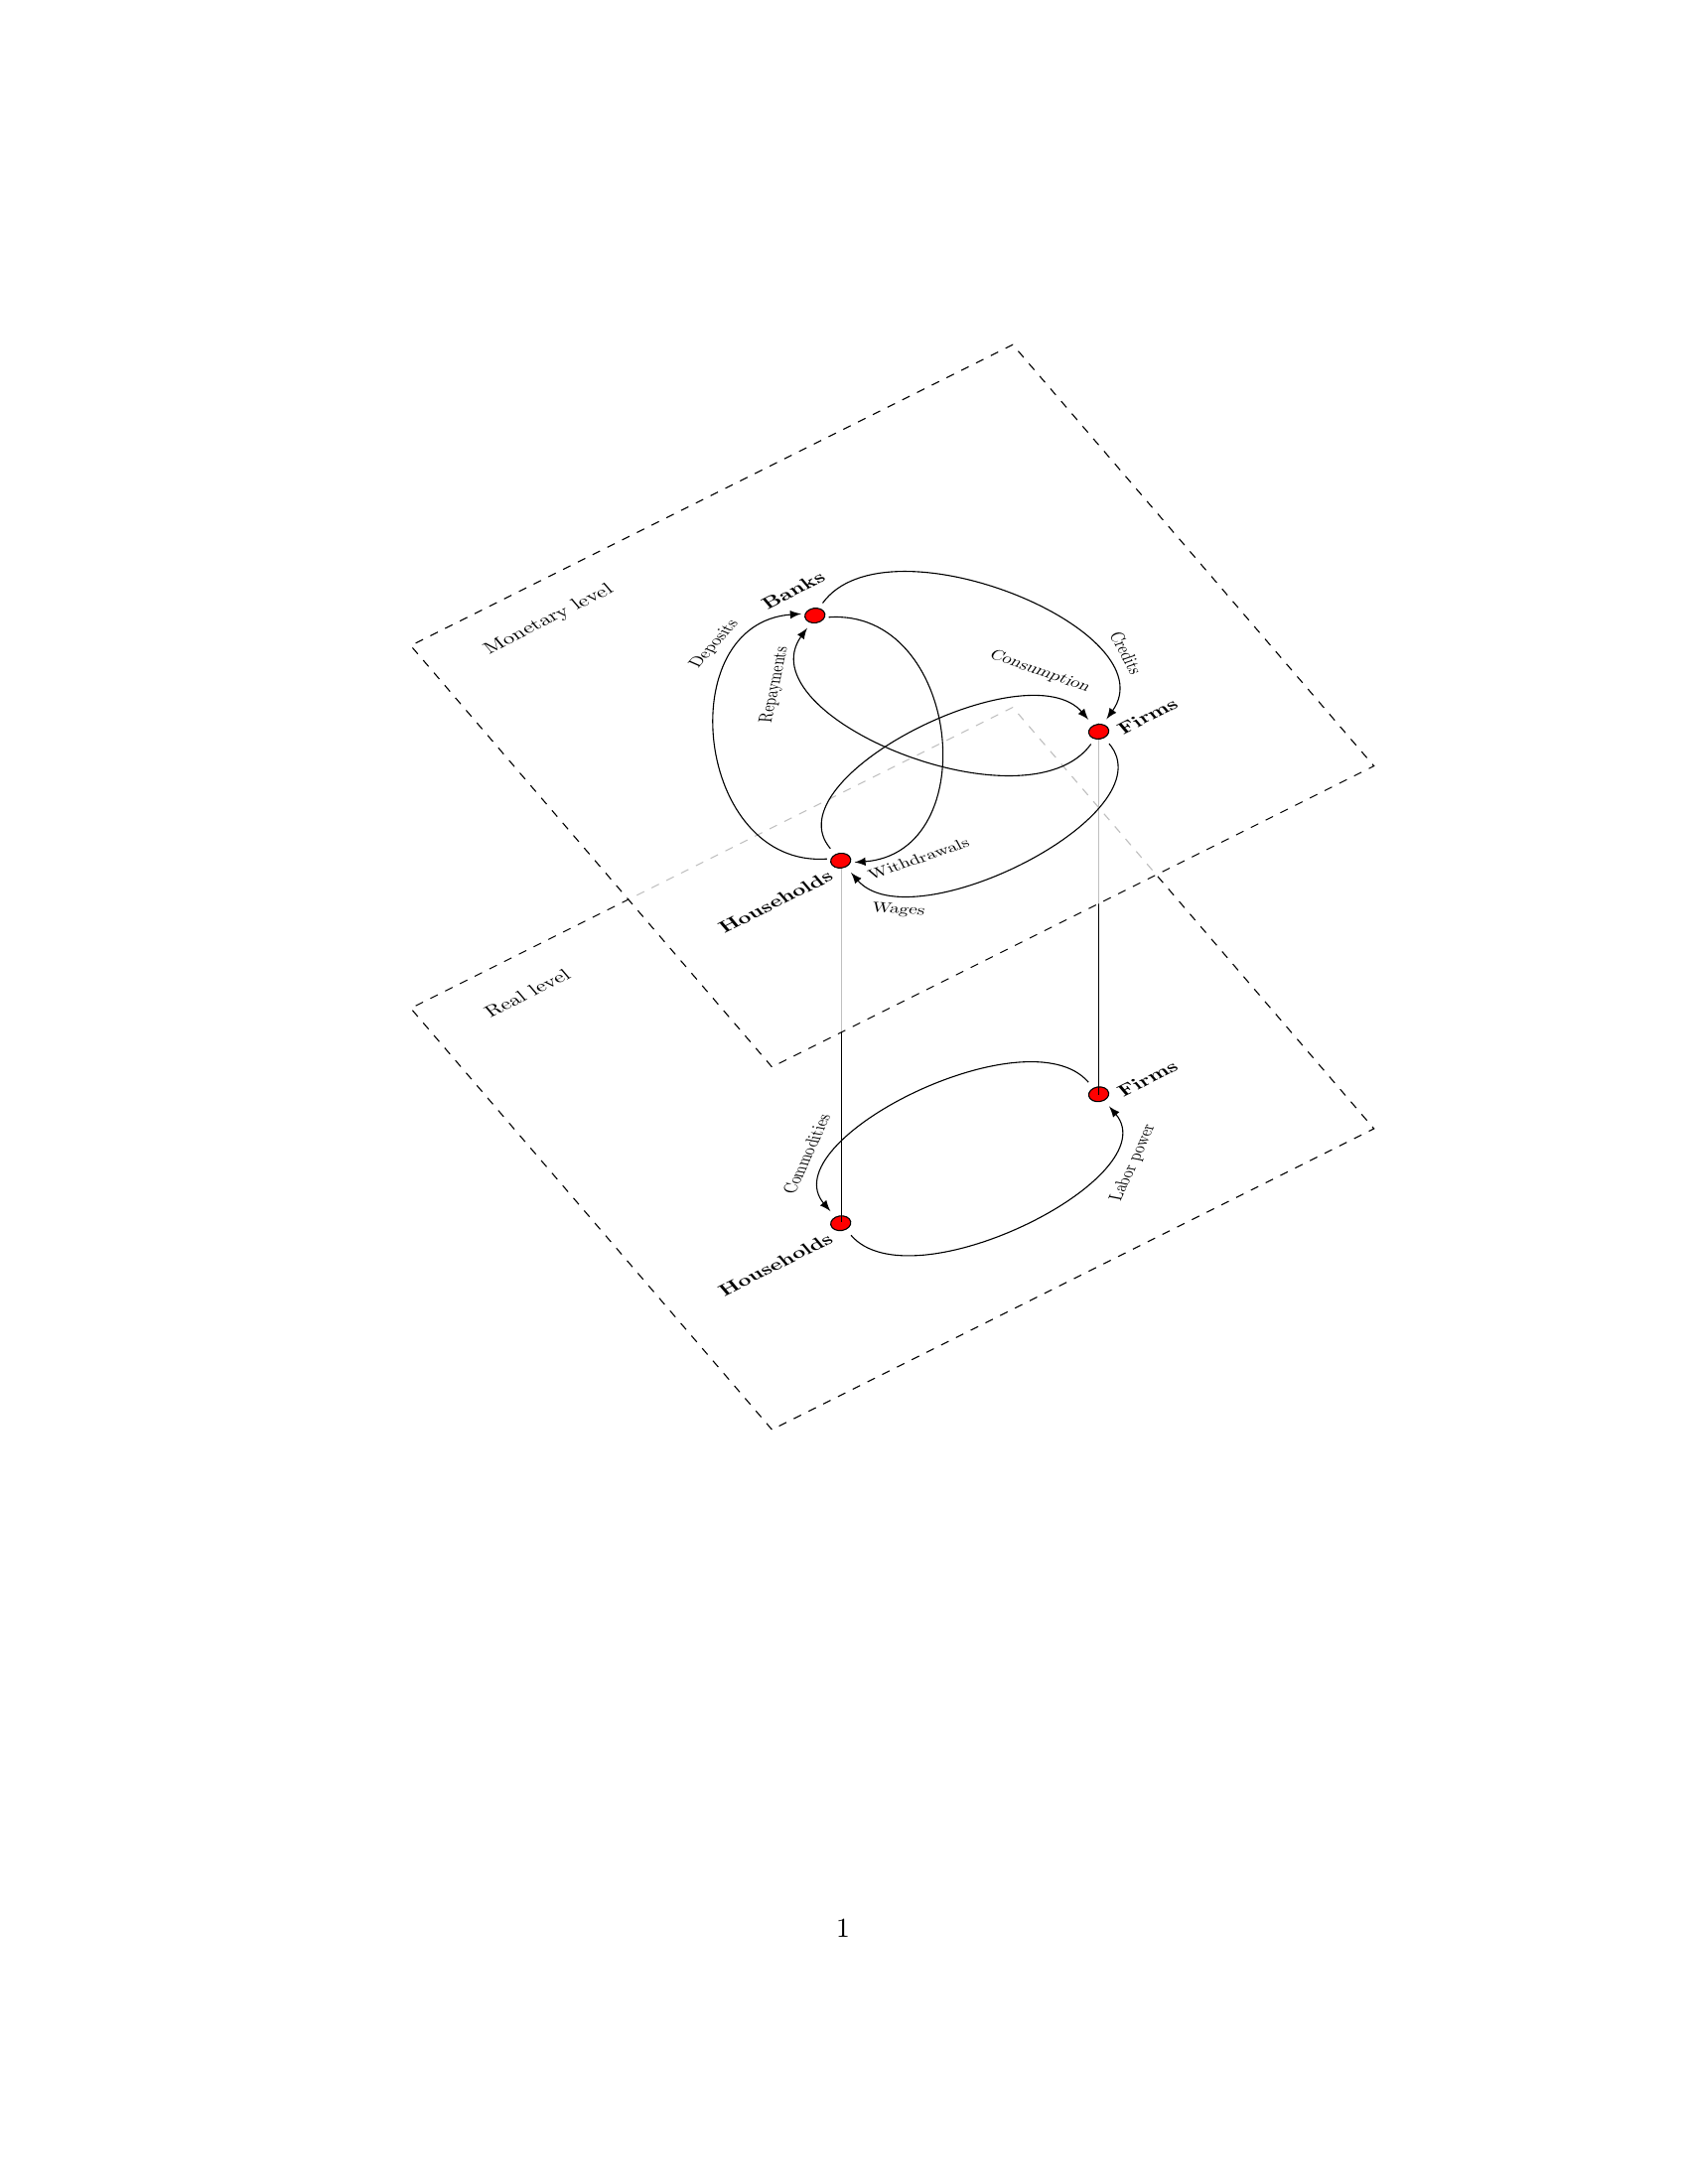 Banks
Monetary level
Deposits
Repayments
Credits
Consumption
Firms
Withdrawals
Households
Wages
Real level
Firms
Commodities
Labor power
Households
1